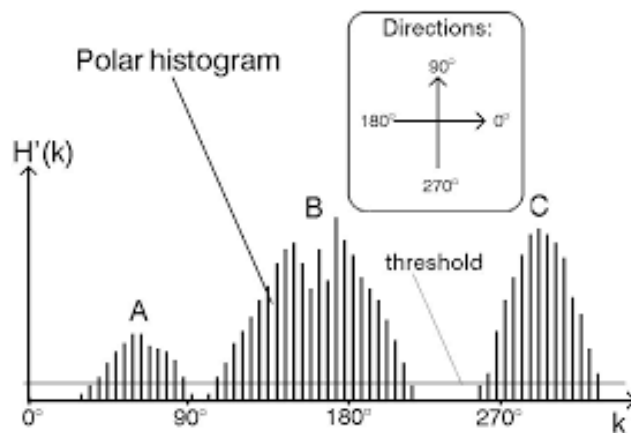 Directions:
90°
180° 0°
270°
Polar histogram
H'(k)
A
B
C
threshold
0° 90° 180° 270° k